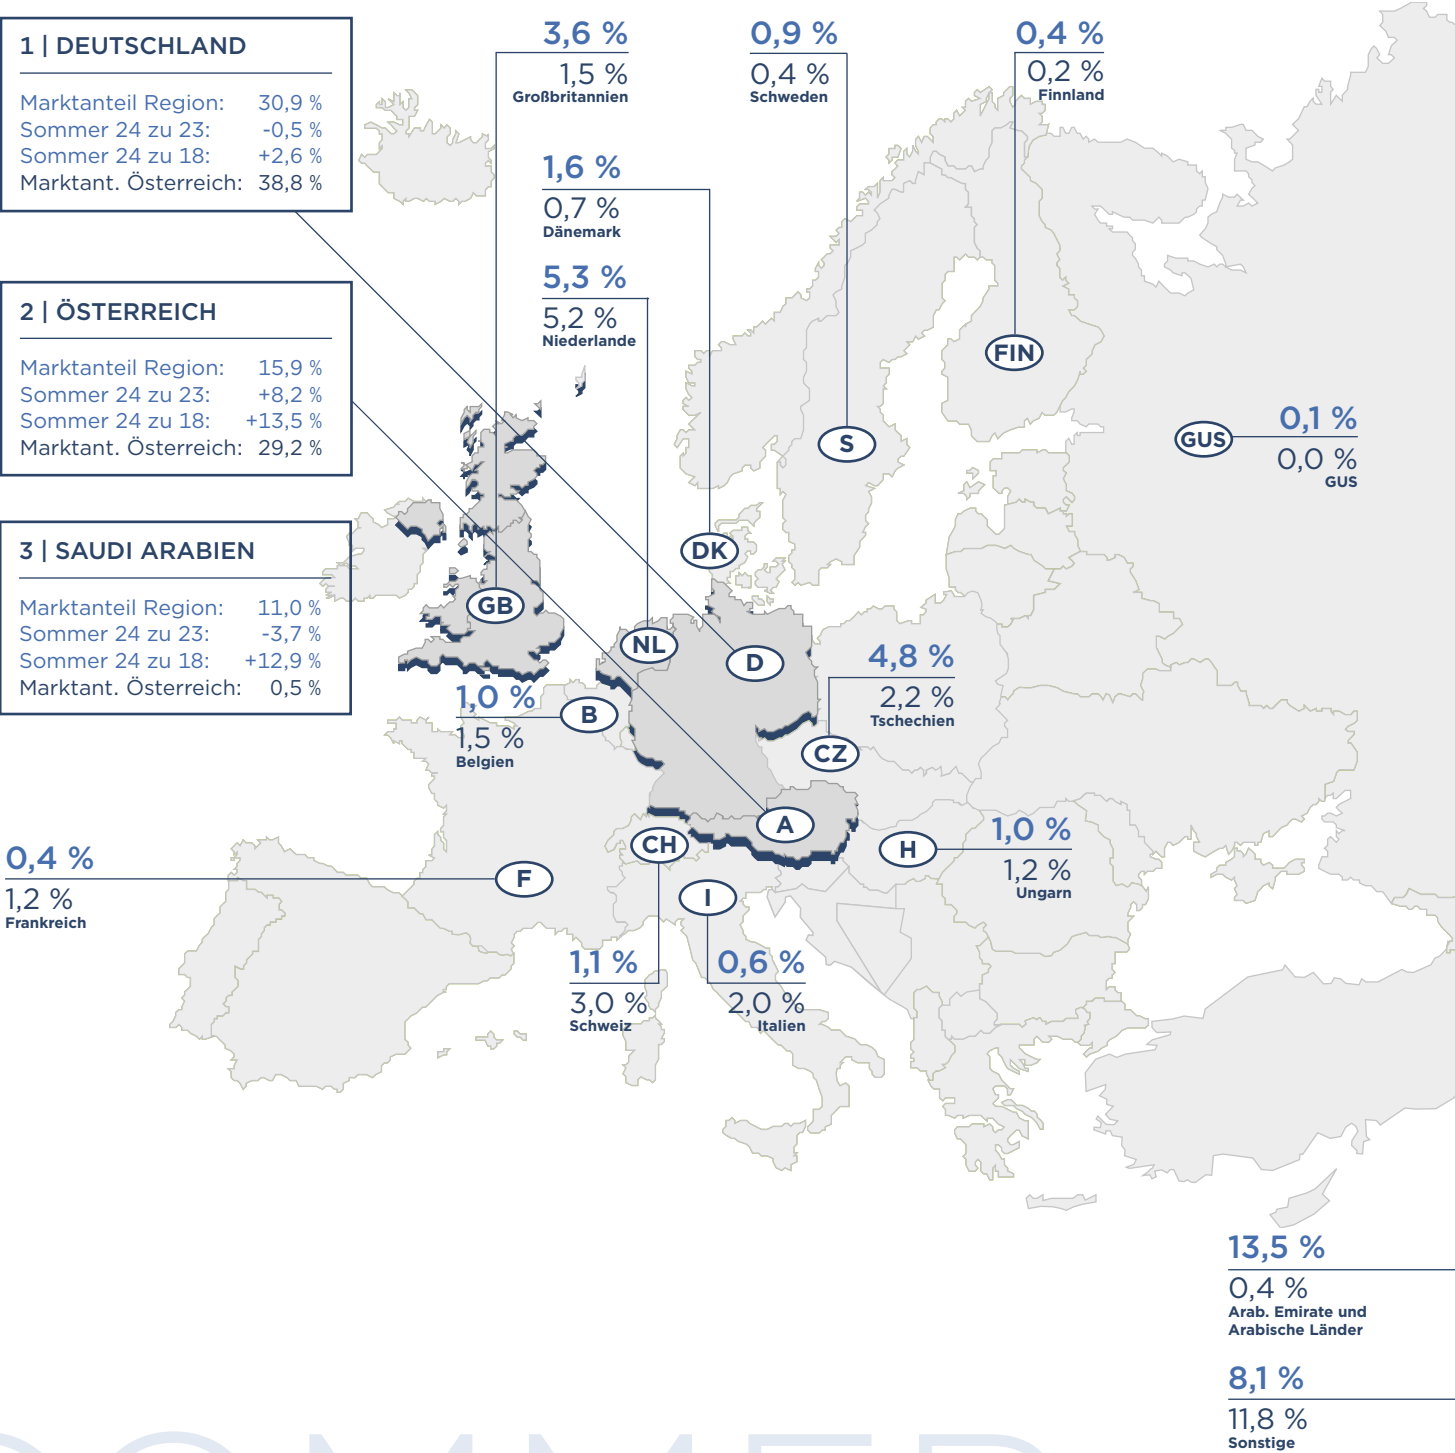 1 | DEUTSCHLAND
Marktanteil Region: 30,9 %
Sommer 24 zu 23: -0,5 %
Sommer 24 zu 18: +2,6 %
Marktant. Österreich: 38,8 %
2 | ÖSTERREICH
Marktanteil Region: 15,9 %
Sommer 24 zu 23: +8,2 %
Sommer 24 zu 18: +13,5 %
Marktant. Österreich: 29,2 %
3 | SAUDI ARABIEN
Marktanteil Region: 11,0 %
Sommer 24 zu 23: -3,7 %
Sommer 24 zu 18: +12,9 %
Marktant. Österreich: 0,5 %
3,6 %
1,5 %
Großbritannien
0,9 %
0,4 %
Schweden
0,4 %
0,2 %
Finnland
1,6 %
0,7 %
Dänemark
5,3 %
5,2 %
Niederlande
FIN
S
GUS
0,1 %
0,0 %
GUS
DK
GB
NL
D
4,8 %
2,2 %
Tschechien
CZ
1,0 %
1,5 %
Belgien
B
A
CH
H
1,0 %
1,2 %
Ungarn
0,4 %
1,2 %
Frankreich
F
I
1,1 %
3,0 %
Schweiz
0,6 %
2,0 %
Italien
13,5 %
0,4 %
Arab. Emirate und
Arabische Länder
8,1 %
11,8 %
Sonstige
SOMMER